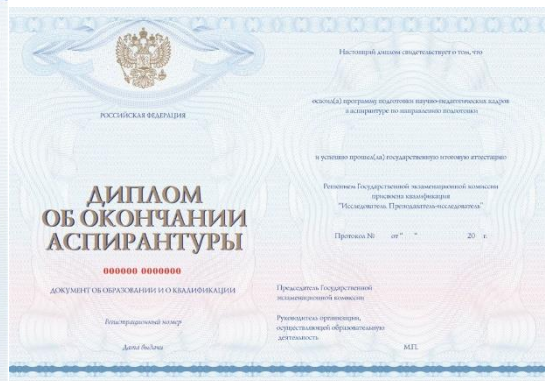 РОССИЙСКАЯ ФЕДЕРАЦИЯ
ДИПЛОМ
ОБ ОКОНЧАНИИ
АСПИРАНТУРЫ
000000 0000000
ДОКУМЕНТ ОБ ОБРАЗОВАНИИ И О КВАЛИФИКАЦИИ
Регистрационный номер
Дата выдачи
Настоящий диплом свидетельствует о том, что
освоил(а) программу подготовки научно-педагогических кадров
в аспирантуре по направлению подготовки
и успешно прошел(ла) государственную итоговую аттестацию
Решением Государственной экзаменационной комиссии
присвоена квалификация
"Исследователь. Преподаватель-исследователь"
Протокол № от " " 20 г.
Председатель Государственной
экзаменационной комиссии
Руководитель организации,
осуществляющей образовательную
деятельность
М.П.